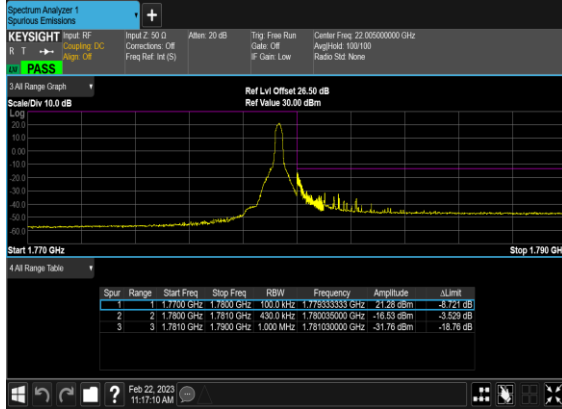 Spectrum Analyzer 1
Spurious Emissions
+
KEYSIGHT Input: RF Input Z: 50 Ω Atten: 20 dB Trig: Free Run Center Freq: 22.005000000 GHz
R T Coupling: DC Corrections: Off Gate: Off Avg|Hold: 100/100
Align: Off Freq Ref: Int (S) IF Gain: Low Radio Std: None
PASS
3 All Range Graph
Ref Lvl Offset 26.50 dB
Scale/Div 10.0 dB Ref Value 30.00 dBm
Log
20.0
10.0
0.00
-10.0
-20.0
-30.0
-40.0
-50.0
-60.0
Start 1.770 GHz Stop 1.790 GH
4 All Range Table
Spur Range Start Freq Stop Freq RBW Frequency Amplitude ΔLimit
1 1 1.7700 GHz 1.7800 GHz 100.0 kHz 1.779333333 GHz 21.28 dBm -8.721 dB
2 2 1.7800 GHz 1.7810 GHz 430.0 kHz 1.780035000 GHz -16.53 dBm -3.529 dB
3 3 1.7810 GHz 1.7900 GHz 1.000 MHz 1.781030000 GHz -31.76 dBm -18.76 dB
? Feb 22, 2023
11:17:10 AM